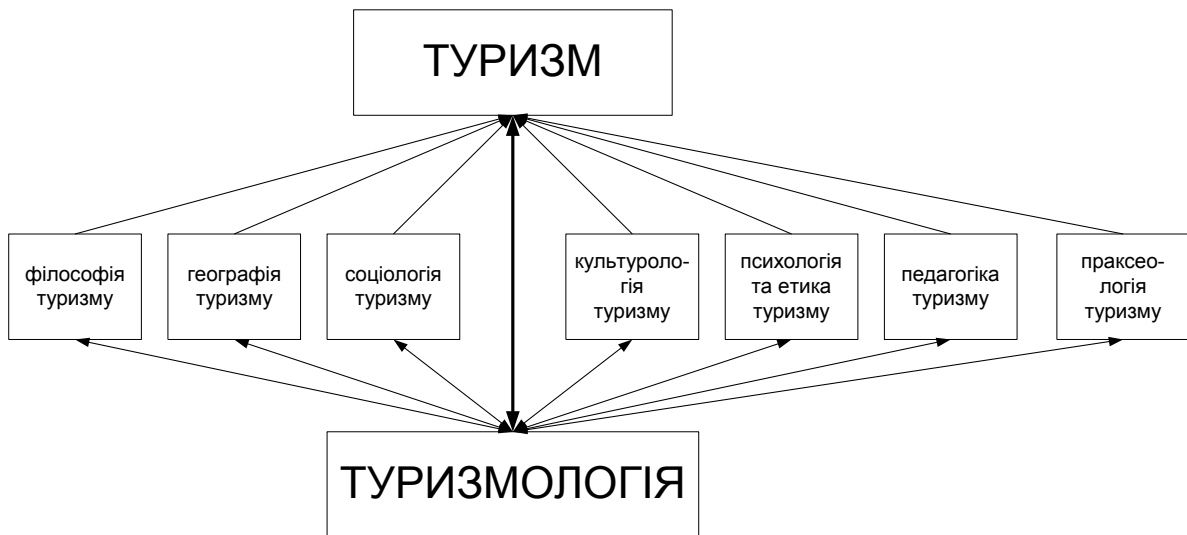 ТУРИЗМ
філософія
туризму
географія
туризму
соціологія
туризму
культуроло-
гія
туризму
психологія
та етика
туризму
педагогіка
туризму
праксео-
логія
туризму
ТУРИЗМОЛОГІЯ